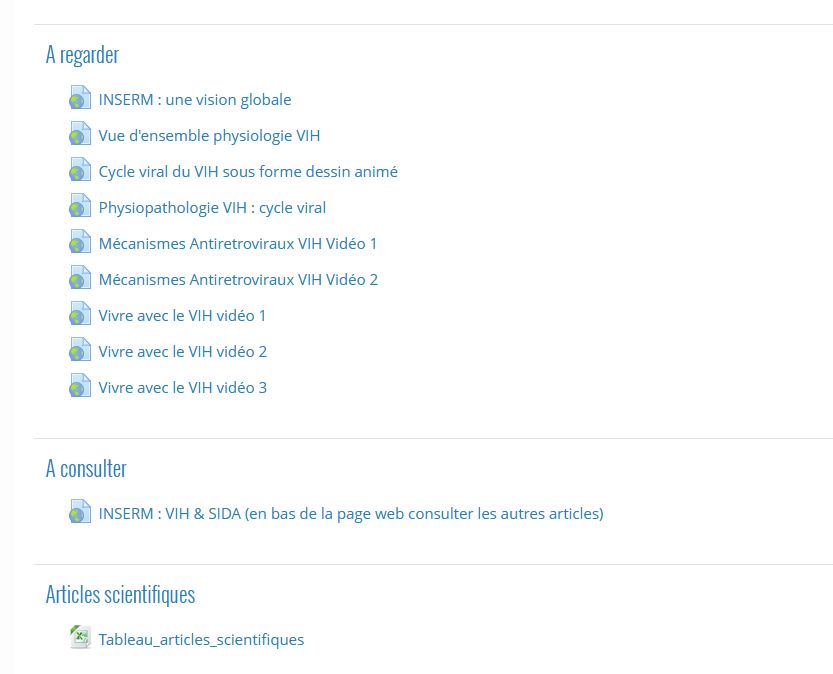 A regarder
INSERM : une vision globale
Vue d'ensemble physiologie VIH
Cycle viral du VIH sous forme dessin animé
Physiopathologie VIH : cycle viral
Mécanismes Antiretroviraux VIH Vidéo 1
Mécanismes Antiretroviraux VIH Vidéo 2
Vivre avec le VIH vidéo 1
Vivre avec le VIH vidéo 2
Vivre avec le VIH vidéo 3
A consulter
INSERM : VIH & SIDA (en bas de la page web consulter les autres articles)
Articles scientifiques
Tableau_articles_scientifiques